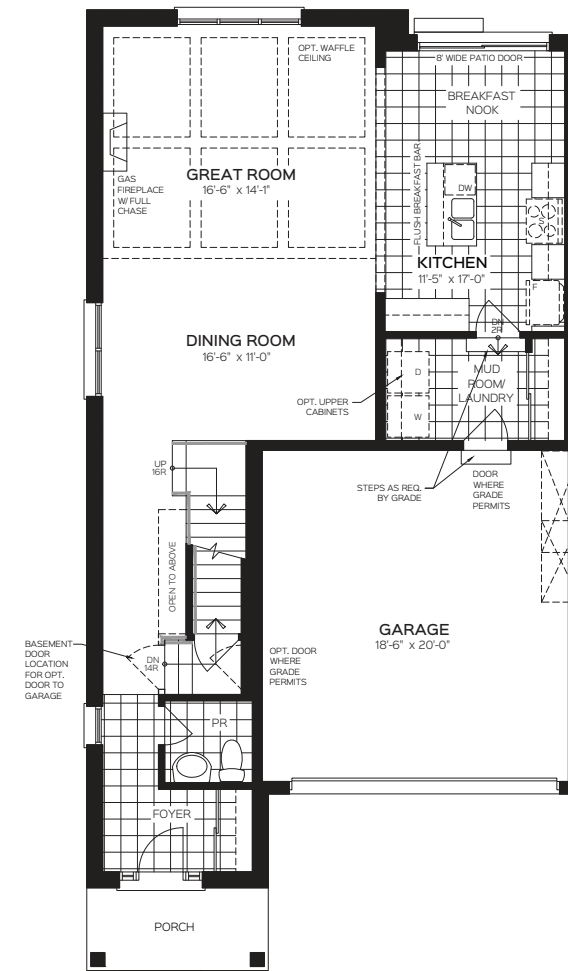 OPT. WAFFLE
CEILING
8' WIDE PATIO DOOR
BREAKFAST
NOOK
GREAT ROOM
16'-6" x 14'-1"
GAS
FIREPLACE
W/ FULL
CHASE
FLUSH BREAKFAST BAR
DW
S
KITCHEN
11'-5" x 17'-0"
F
DN
2R
DINING ROOM
16'-6" x 11'-0"
D
MUD
ROOM/
LAUNDRY
W
OPT. UPPER
CABINETS
UP
16R
STEPS AS REQ.
BY GRADE
DOOR
WHERE
GRADE
PERMITS
OPEN TO ABOVE
GARAGE
18'-6" x 20'-0"
BASEMENT
DOOR
LOCATION
FOR OPT.
DOOR TO
GARAGE
DN
14R
OPT. DOOR
WHERE
GRADE
PERMITS
PR
FOYER
PORCH